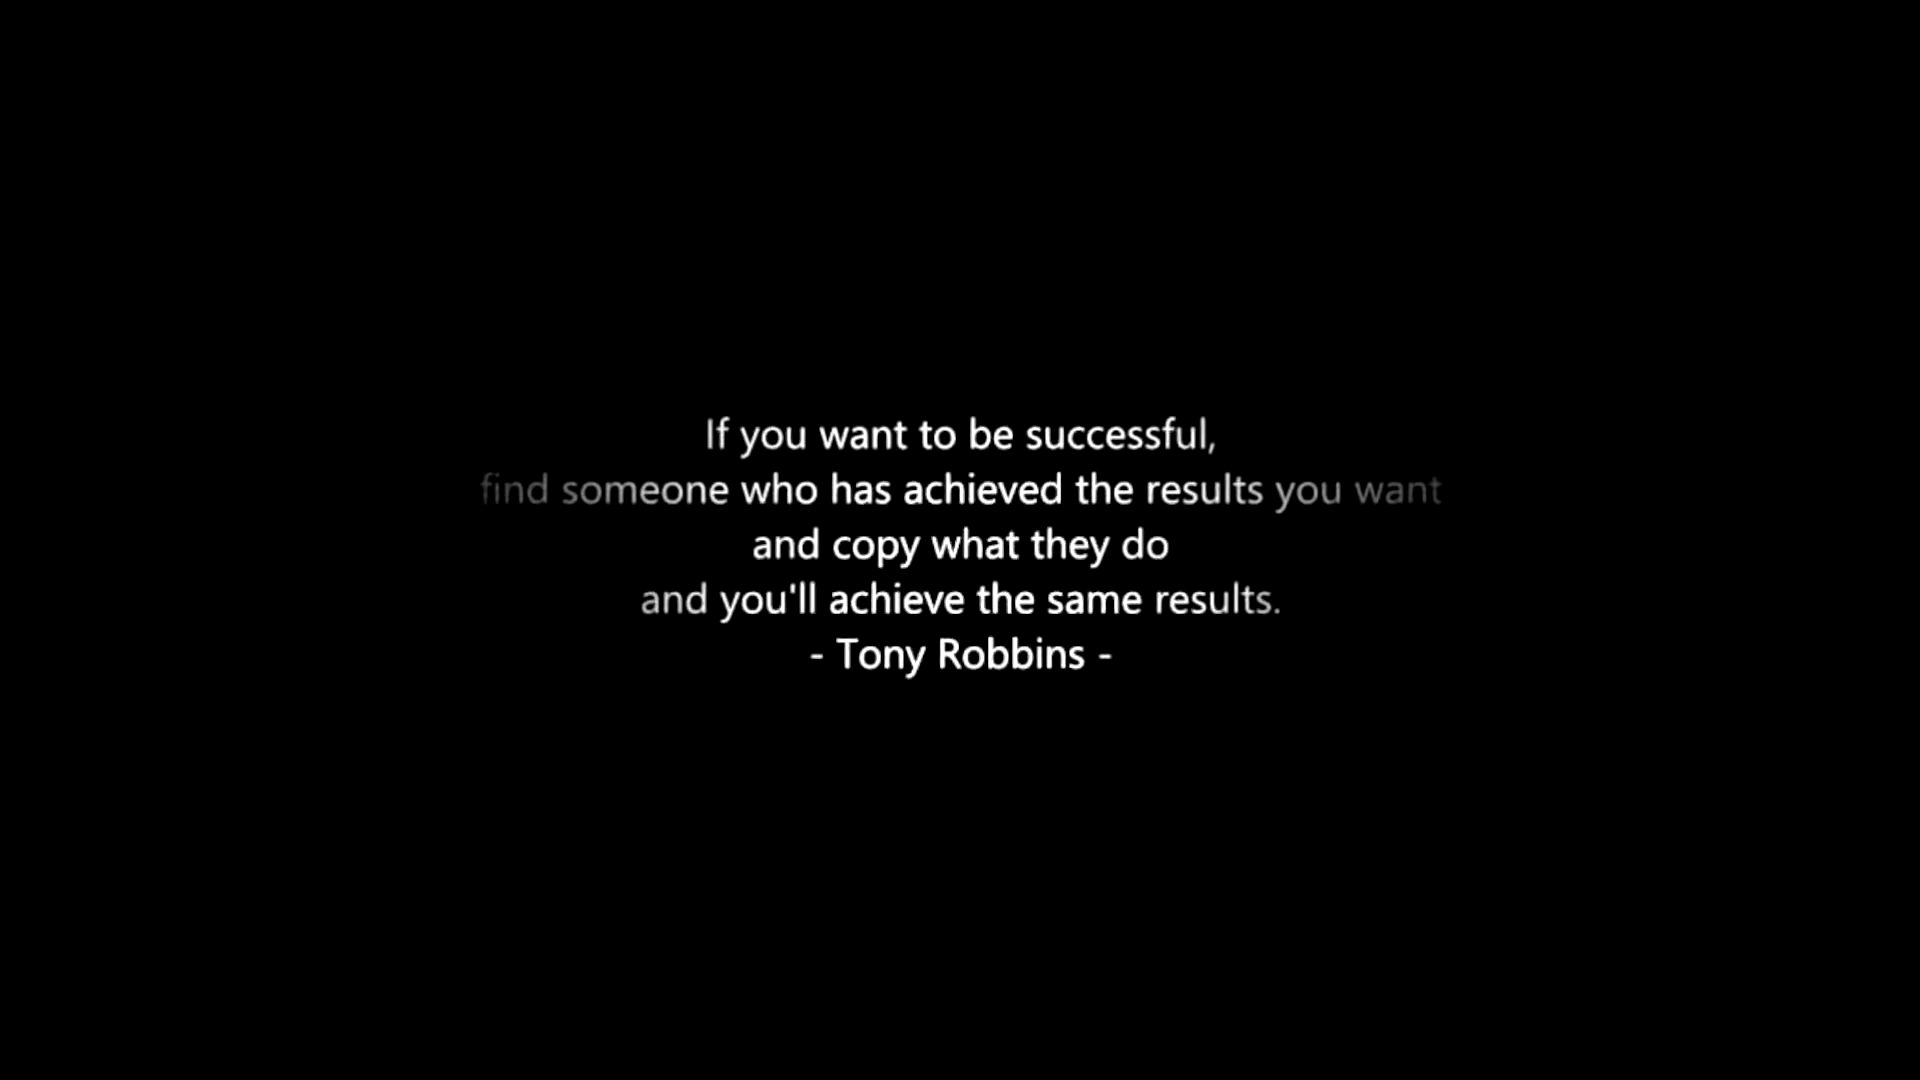 If you want to be successful,
find someone who has achieved the results you want
and copy what they do
and you'll achieve the same results.
- Tony Robbins -